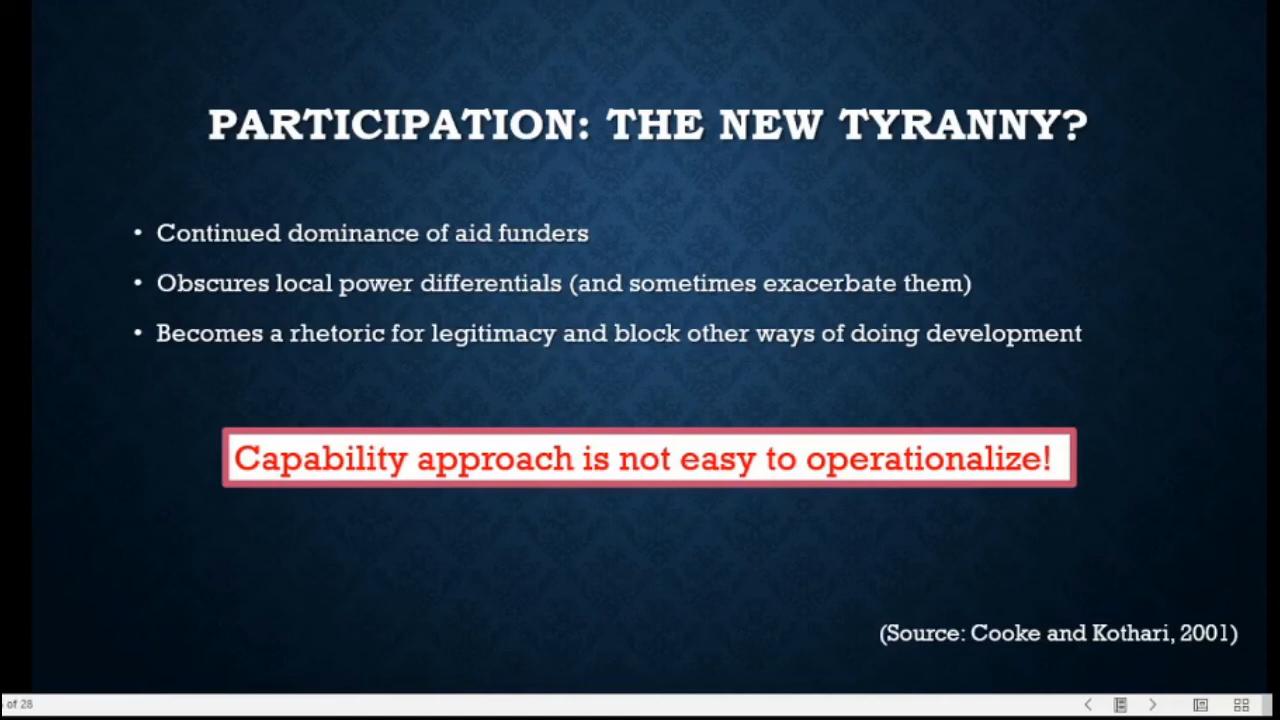 PARTICIPATION: THE NEW TYRANNY?
• Continued dominance of aid funders
• Obscures local power differentials (and sometimes exacerbate them)
• Becomes a rhetoric for legitimacy and block other ways of doing development
Capability approach is not easy to operationalize!
(Source: Cooke and Kothari, 2001)
of 28